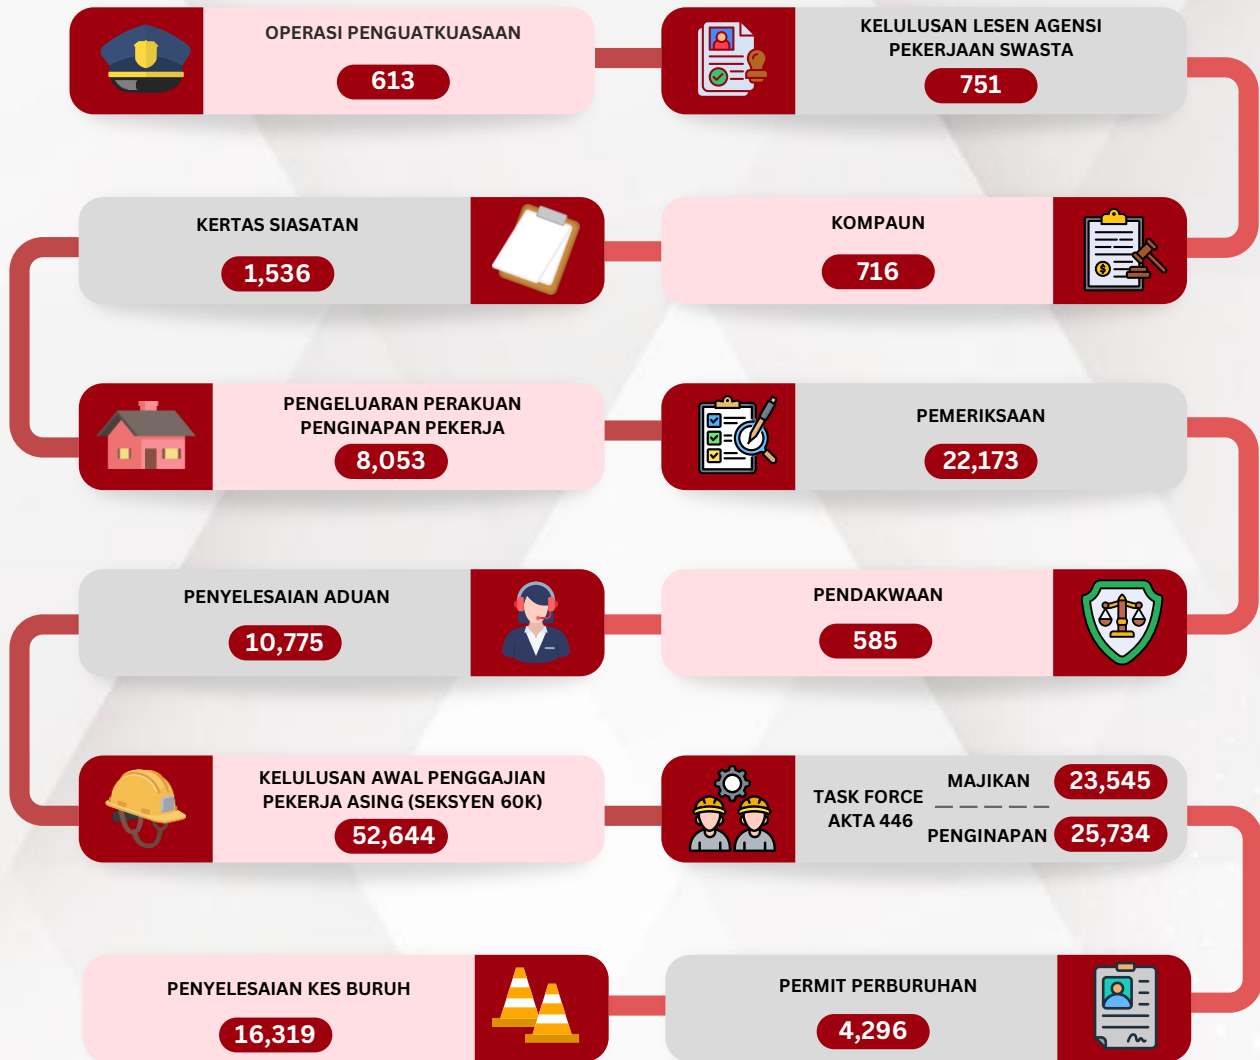 OPERASI PENGUATKUASAAN
613
KELULUSAN LESEN AGENSI
PEKERJAAN SWASTA
751
KERTAS SIASATAN
1,536
KOMPAUN
716
PENGELUARAN PERAKUAN
PENGINAPAN PEKERJA
8,053
PEMERIKSAAN
22,173
PENYELESAIAN ADUAN
10,775
PENDAKWAAN
585
KELULUSAN AWAL PENGGAJIAN
PEKERJA ASING (SEKSYEN 60K)
52,644
TASK FORCE
AKTA 446
MAJIKAN 23,545
PENGINAPAN 25,734
PENYELESAIAN KES BURUH
16,319
PERMIT PERBURUHAN
4,296